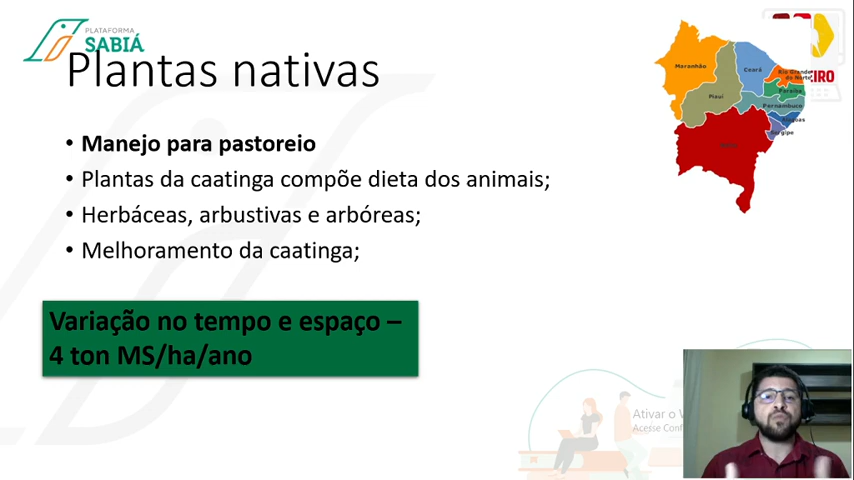 PLATAFORMA
SABIÁ
Plantas nativas
• Manejo para pastoreio
• Plantas da caatinga compõe dieta dos animais;
• Herbáceas, arbustivas e arbóreas;
• Melhoramento da caatinga;
Variação no tempo e espaço –
4 ton MS/ha/ano
Maranhão
Piauí
Ceará
Rio Grande
do Norte
Paraíba
Pernambuco
Alagoas
Sergipe
Ativar o
Acesse